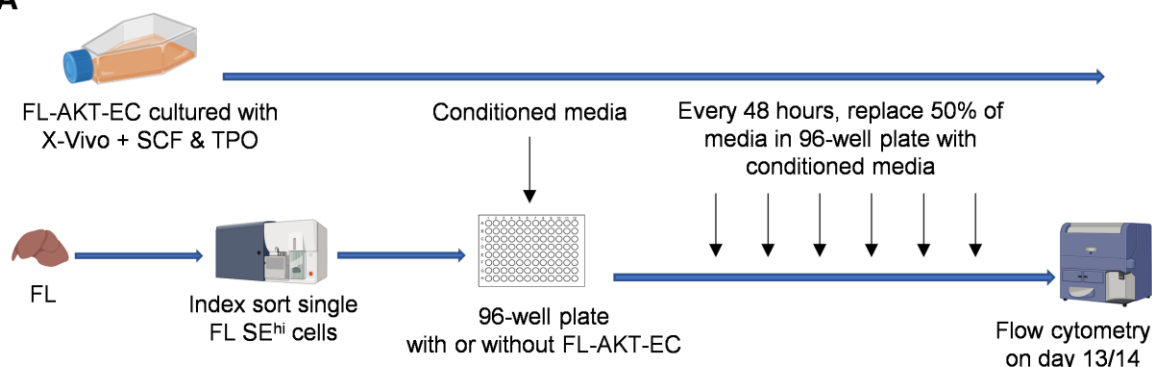 A
FL-AKT-EC cultured with
X-Vivo + SCF & TPO
Conditioned media
Every 48 hours, replace 50% of
media in 96-well plate with
conditioned media
FL
Index sort single
FL SEʰⁱ cells
96-well plate
with or without FL-AKT-EC
Flow cytometry
on day 13/14